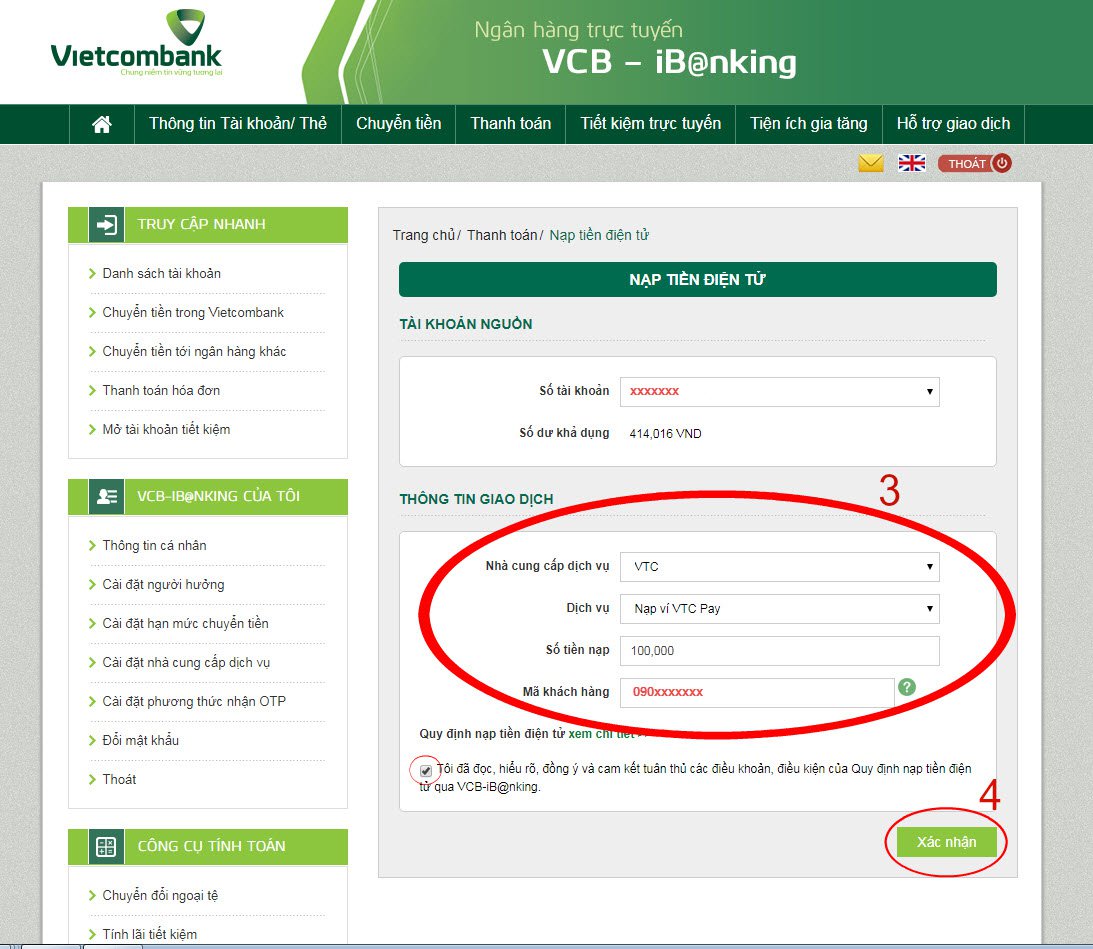 Vietcombank
Chung niềm tin vững tương lai
Ngân hàng trực tuyến
VCB – iB@nking
Thông tin Tài khoản/ Thẻ
Chuyển tiền
Thanh toán
Tiết kiệm trực tuyến
Tiện ích gia tăng
Hỗ trợ giao dịch
THOÁT
TRUY CẬP NHANH
Danh sách tài khoản
Chuyển tiền trong Vietcombank
Chuyển tiền tới ngân hàng khác
Thanh toán hóa đơn
Mở tài khoản tiết kiệm
VCB-IB@NKING CỦA TÔI
Thông tin cá nhân
Cài đặt người hưởng
Cài đặt hạn mức chuyển tiền
Cài đặt nhà cung cấp dịch vụ
Cài đặt phương thức nhận OTP
Đổi mật khẩu
Thoát
CÔNG CỤ TÍNH TOÁN
Chuyển đổi ngoại tệ
Tính lãi tiết kiệm
Trang chủ/ Thanh toán/ Nạp tiền điện tử
NẠP TIỀN ĐIỆN TỬ
TÀI KHOẢN NGUỒN
Số tài khoản xxxxxxx
Số dư khả dụng 414,016 VND
THÔNG TIN GIAO DỊCH
3
Nhà cung cấp dịch vụ VTC
Dịch vụ Nạp ví VTC Pay
Số tiền nạp 100,000
Mã khách hàng 090xxxxxxx ?
Quy định nạp tiền điện tử xem chi tiết
Tôi đã đọc, hiểu rõ, đồng ý và cam kết tuân thủ các điều khoản, điều kiện của Quy định nạp tiền điện
tử qua VCB-iB@nking.
4
Xác nhận